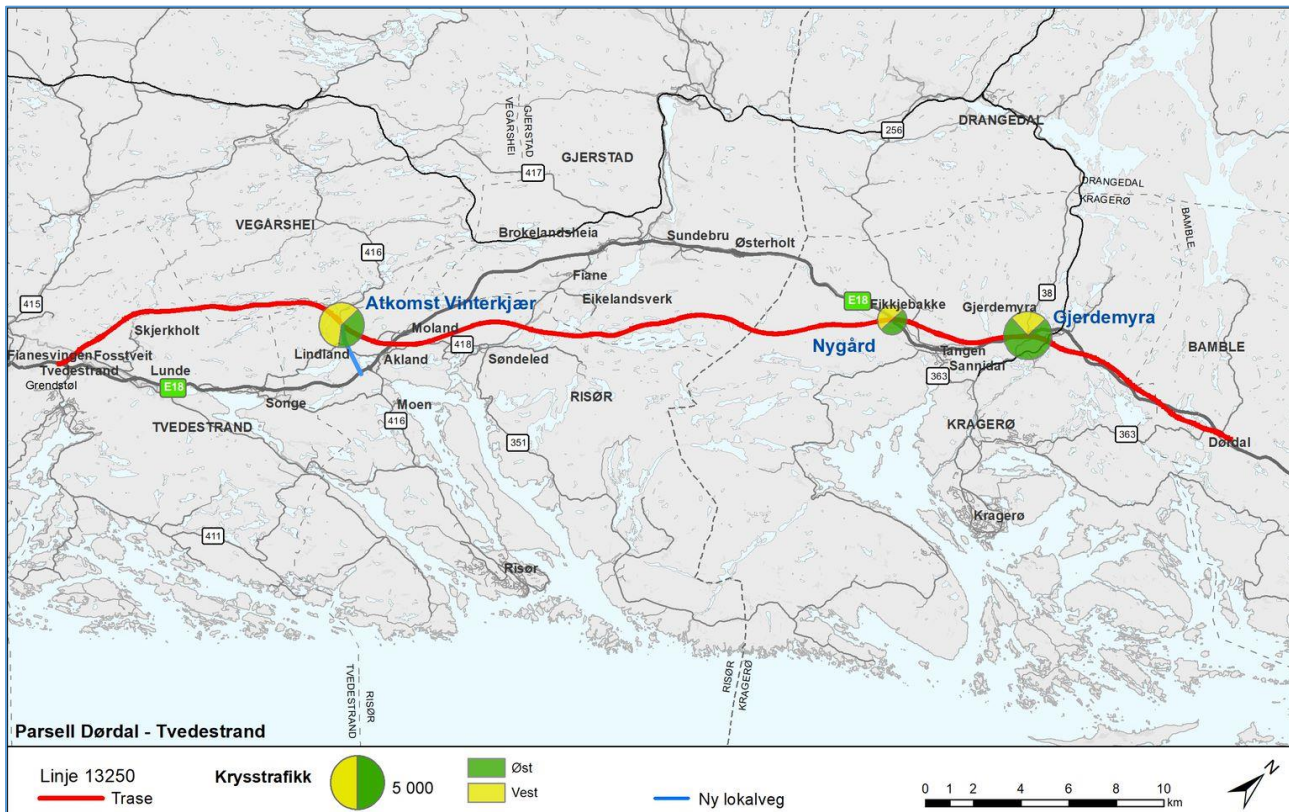 DRANGEDAL
256
GJERSTAD
VEGÅRSHEI
GJERSTAD
417
DRANGEDAL
KRAGERØ
BAMBLE
VEGÅRSHEI
416
Brokelandsheia
Sundebru
Østerholt
Fiane
Eikelandsverk
415
Atkomst Vinterkjær
E18
Fikkjebakke
Gjerdemyra
38
Gjerdemyra
Skjerkholt
Moland
418
Søndeled
Nygård
Tangen
Sannidal
363
BAMBLE
Fianesvingen
Fosstveit
Tvedestrand
Grendstøl
Lunde
E18
Lindland
Akland
Songe
Moen
416
RISØR
351
KRAGERØ
363
Dørdal
TVEDESTRAND
411
Risør
Kragerø
TVEDESTRAND
RISØR
RISØR
KRAGERØ
Parsell Dørdal - Tvedestrand
Linje 13250
Trase
Krysstrafikk
5 000
Øst
Vest
Ny lokalveg
0 2 4 6 8 10
km
N